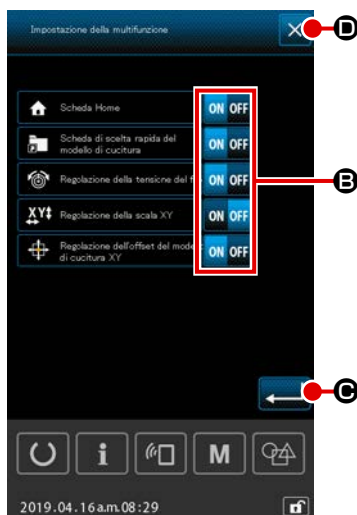 Impostazione della multifunzione
D
Scheda Home ON OFF
Scheda di scelta rapida del
modello di cucitura ON OFF
Regolazione della tensione del f ON OFF
B
XY Regolazione della scala XY ON OFF
Regolazione dell'offset del mode
di cucitura XY ON OFF
C
i M
2019.04.16a.m.08:29